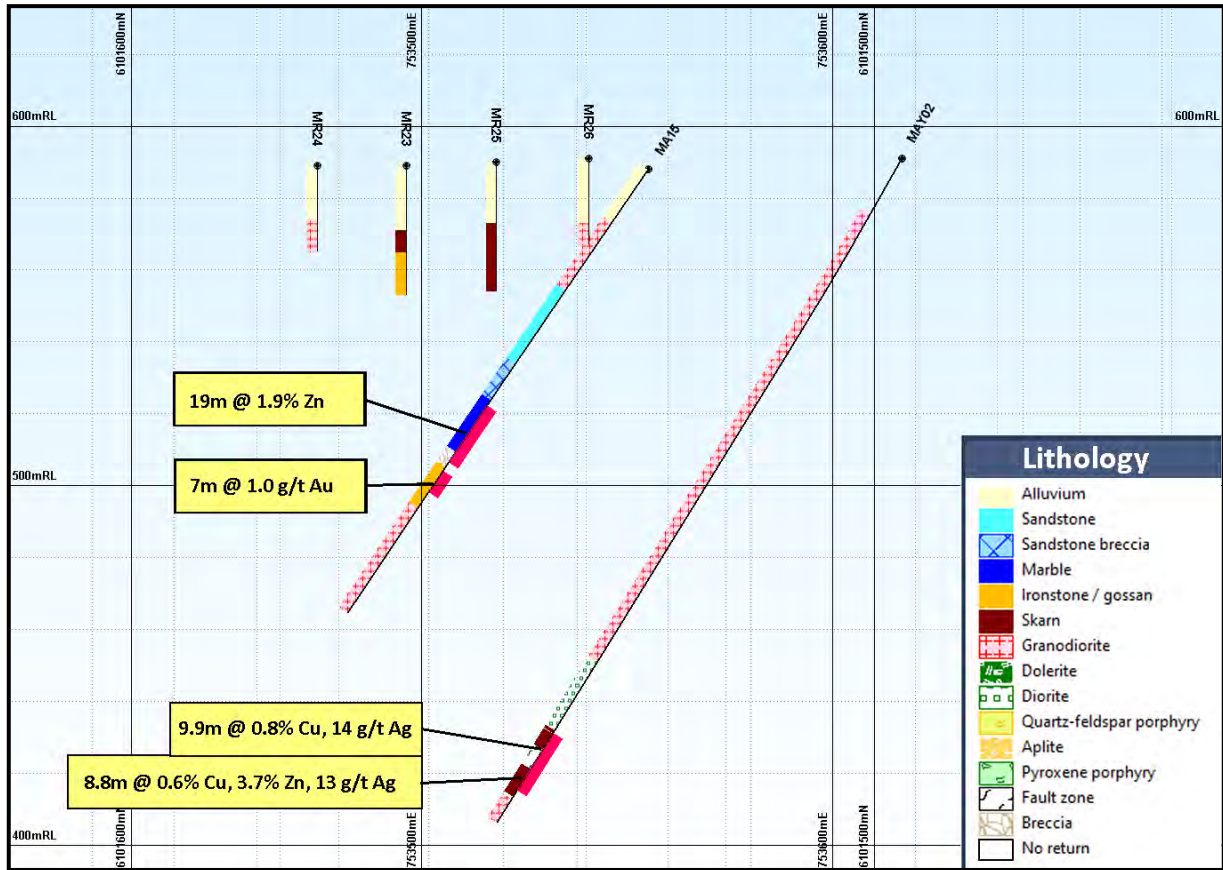 6101600mN
753500mE
753600mE
6101500mN
600mRL
600mRL
MR24
MR23
MR25
MR26
MA15
MAY02
19m @ 1.9% Zn
7m @ 1.0 g/t Au
500mRL
9.9m @ 0.8% Cu, 14 g/t Ag
8.8m @ 0.6% Cu, 3.7% Zn, 13 g/t Ag
400mRL
6101600mN
753500mE
753600mE
6101500mN
Lithology
Alluvium
Sandstone
Sandstone breccia
Marble
Ironstone / gossan
Skarn
Granodiorite
Dolerite
Diorite
Quartz-feldspar porphyry
Aplite
Pyroxene porphyry
Fault zone
Breccia
No return